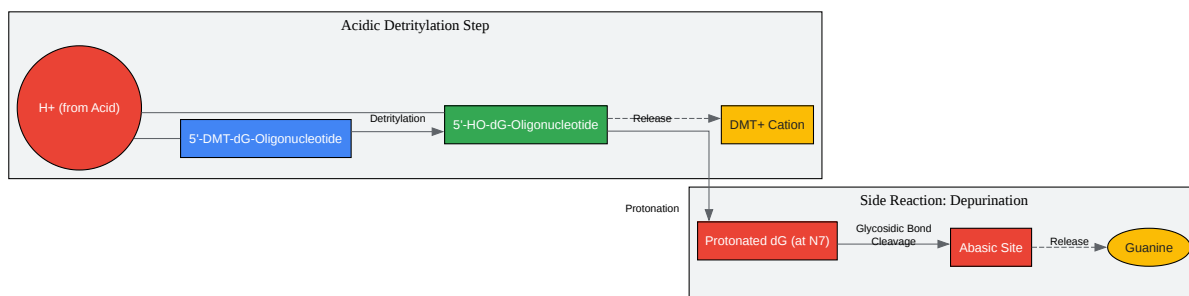 Acidic Detritylation Step
H+ (from Acid)
5'-DMT-dG-Oligonucleotide
Detritylation
5'-HO-dG-Oligonucleotide
Release
DMT+ Cation
Protonation
Side Reaction: Depurination
Protonated dG (at N7)
Glycosidic Bond
Cleavage
Abasic Site
Release
Guanine